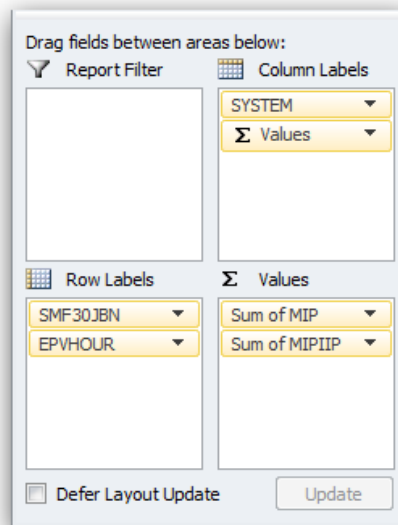 Drag fields between areas below:
Report Filter
Column Labels
SYSTEM
Σ Values
Row Labels
Σ Values
SMF30JBN
EPVHOUR
Sum of MIP
Sum of MIPIIP
Defer Layout Update
Update